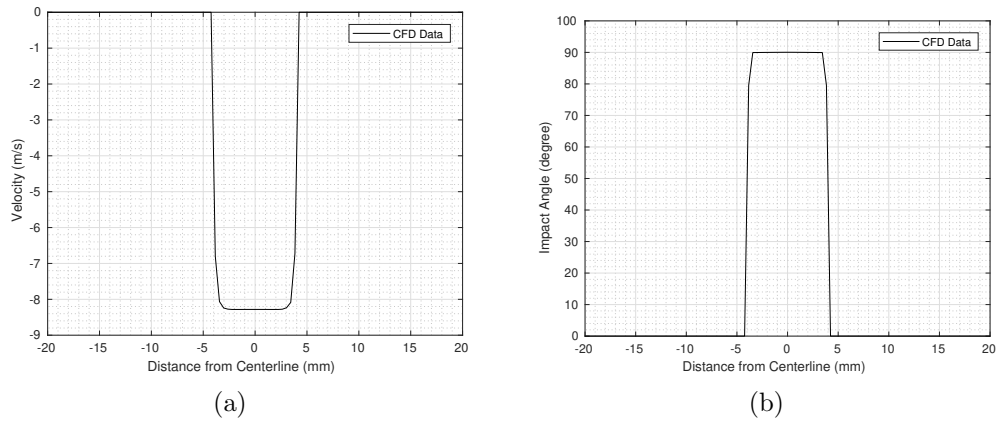 0
-1
-2
-3
-4
-5
-6
-7
-8
-9
-20 -15 -10 -5 0 5 10 15 20
Velocity (m/s)
Distance from Centerline (mm)
CFD Data
(a)
100
90
80
70
60
50
40
30
20
10
0
-20 -15 -10 -5 0 5 10 15 20
Impact Angle (degree)
Distance from Centerline (mm)
CFD Data
(b)